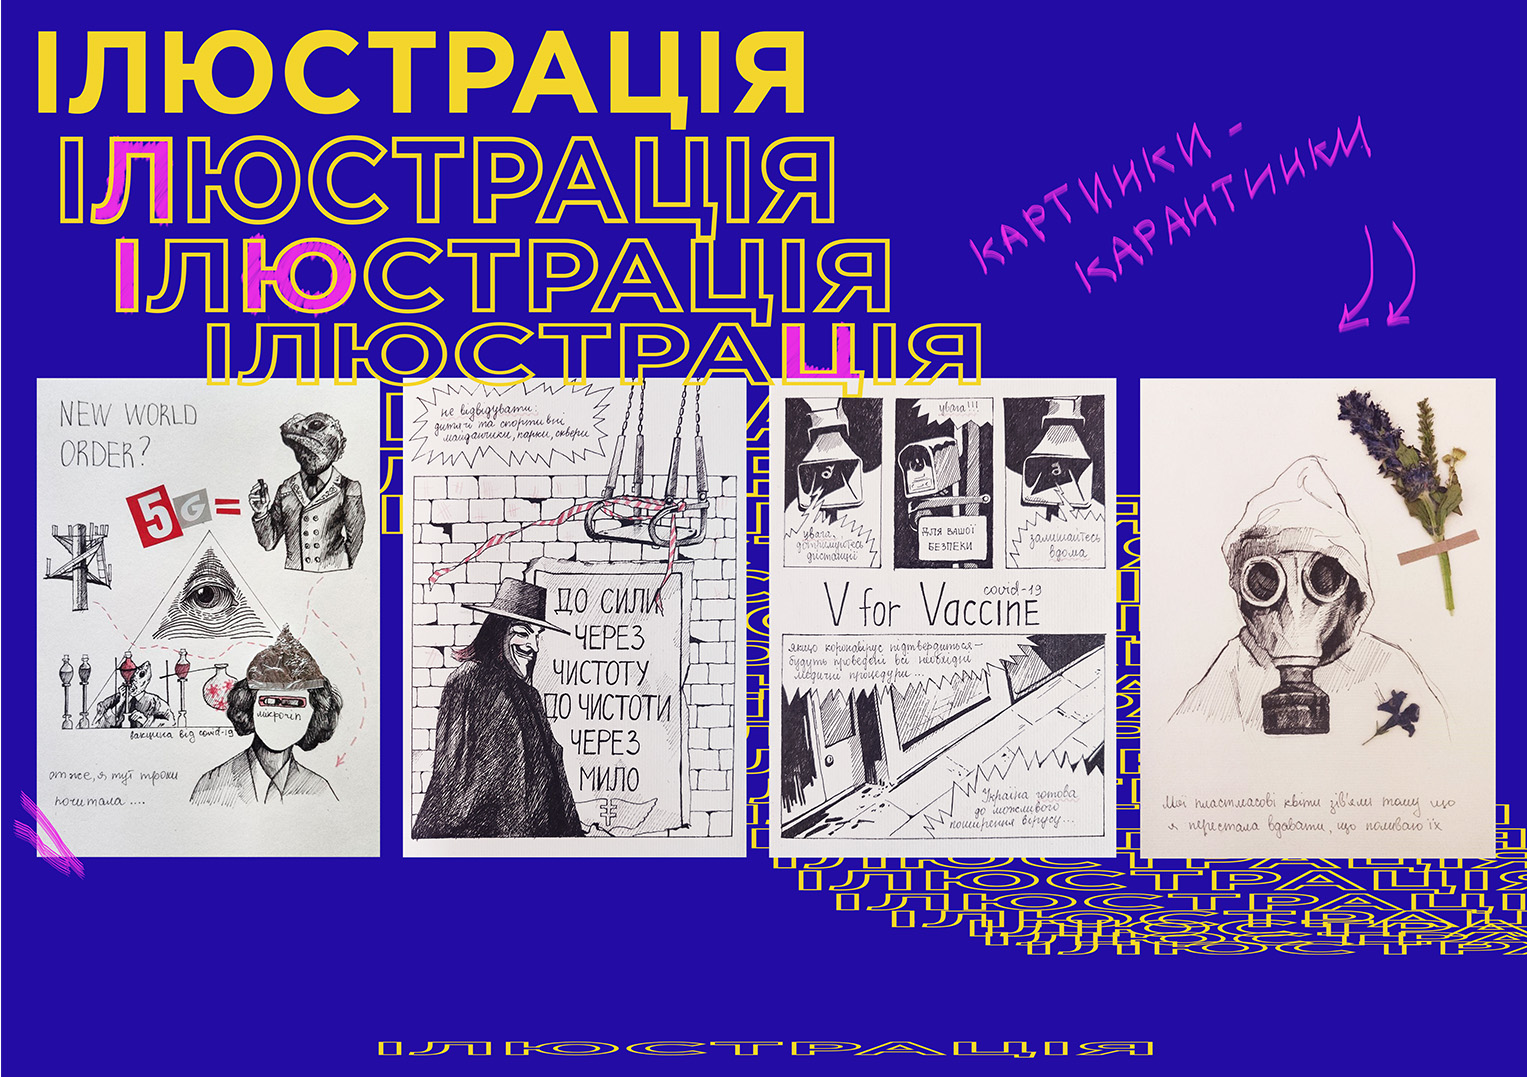 ІЛЮСТРАЦІЯ
ІЛЮСТРАЦІЯ
ІЛЮСТРАЦІЯ
ІЛЮСТРАЦІЯ
КАРТИНКИ -
КАРАНТИНКИ
NEW WORLD
ORDER?
5G=
мікрочіп
вакцина від covid-19
отже, я тут трохи
почитала ....
не відвідувати:
дитячі та спортивні
майданчики, парки, сквери
ДО СИЛИ
ЧЕРЕЗ
ЧИСТОТУ
ДО ЧИСТОТИ
ЧЕРЕЗ
МИЛО
увага,
дотримуйтесь
дистанції
увага!!!
ДЛЯ ВАШОЇ
БЕЗПЕКИ
залишайтесь
вдома
covid-19
V for VACCINE
якщо коронавірус підтвердиться-
будуть проведені всі необхідні
медичні процедури...
Україна готова
до можливого
поширення вірусу...
Мої пластмасові квіти зів'яли тому що
я перестала вдавати, що поливаю їх
ІЛЮСТРАЦІЯ
ІЛЮСТРАЦІЯ
ІЛЮСТРАЦІ
ІЛЮСТРАЦ
ІЛЮСТРА
ІЛЮСТРА
ІЛЮСТРАЦІЯ